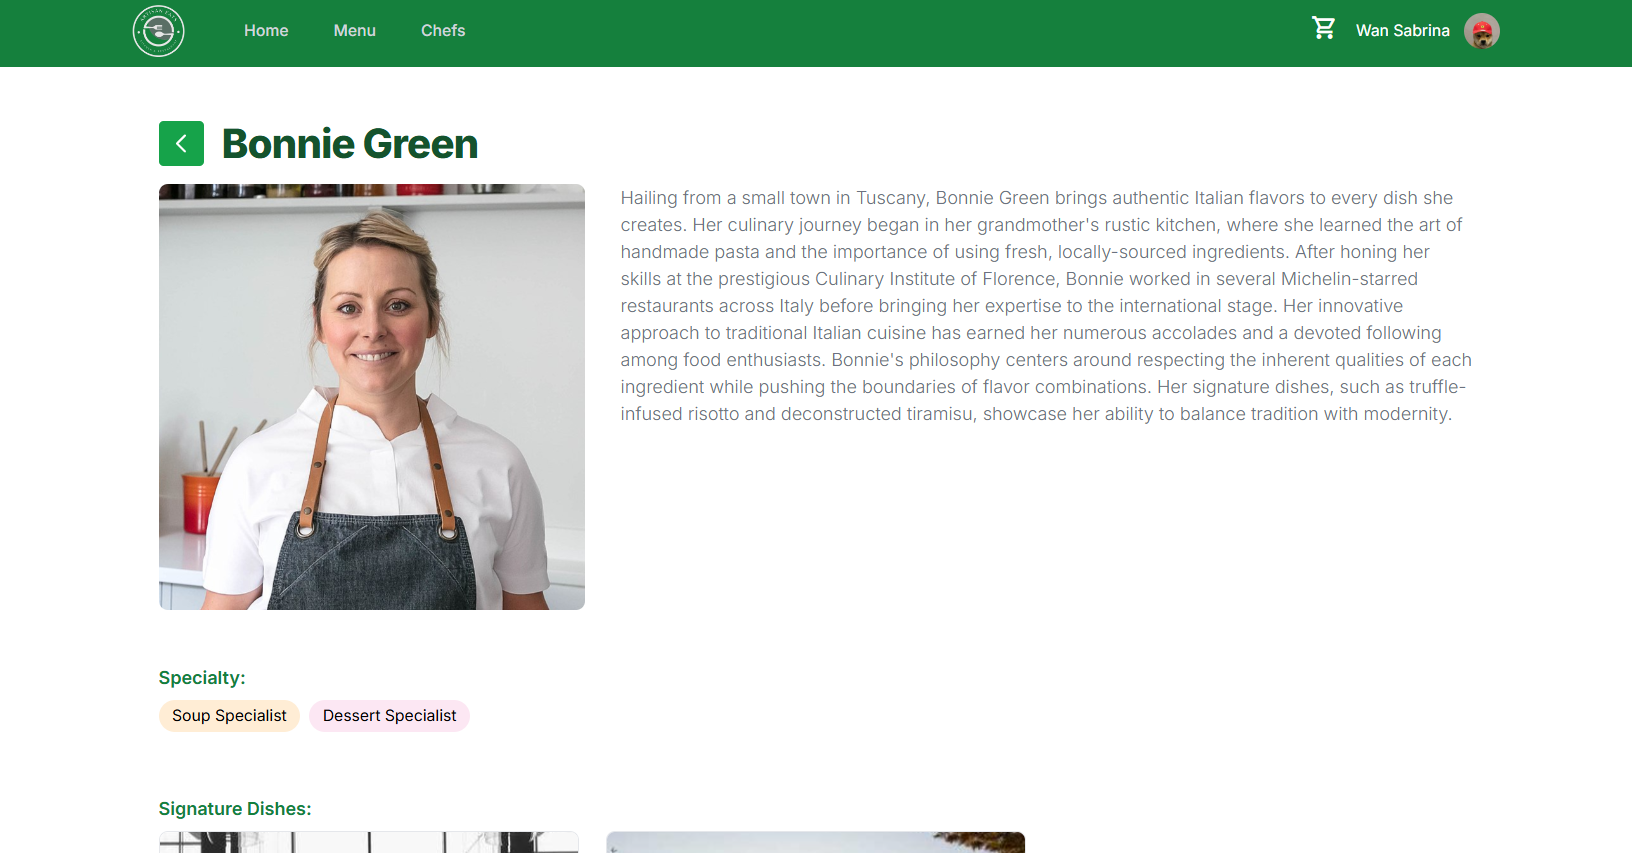 ARTISAN EATS
Home
Menu
Chefs
Wan Sabrina
Bonnie Green
Hailing from a small town in Tuscany, Bonnie Green brings authentic Italian flavors to every dish she
creates. Her culinary journey began in her grandmother's rustic kitchen, where she learned the art of
handmade pasta and the importance of using fresh, locally-sourced ingredients. After honing her
skills at the prestigious Culinary Institute of Florence, Bonnie worked in several Michelin-starred
restaurants across Italy before bringing her expertise to the international stage. Her innovative
approach to traditional Italian cuisine has earned her numerous accolades and a devoted following
among food enthusiasts. Bonnie's philosophy centers around respecting the inherent qualities of each
ingredient while pushing the boundaries of flavor combinations. Her signature dishes, such as truffle-
infused risotto and deconstructed tiramisu, showcase her ability to balance tradition with modernity.
Specialty:
Soup Specialist
Dessert Specialist
Signature Dishes: